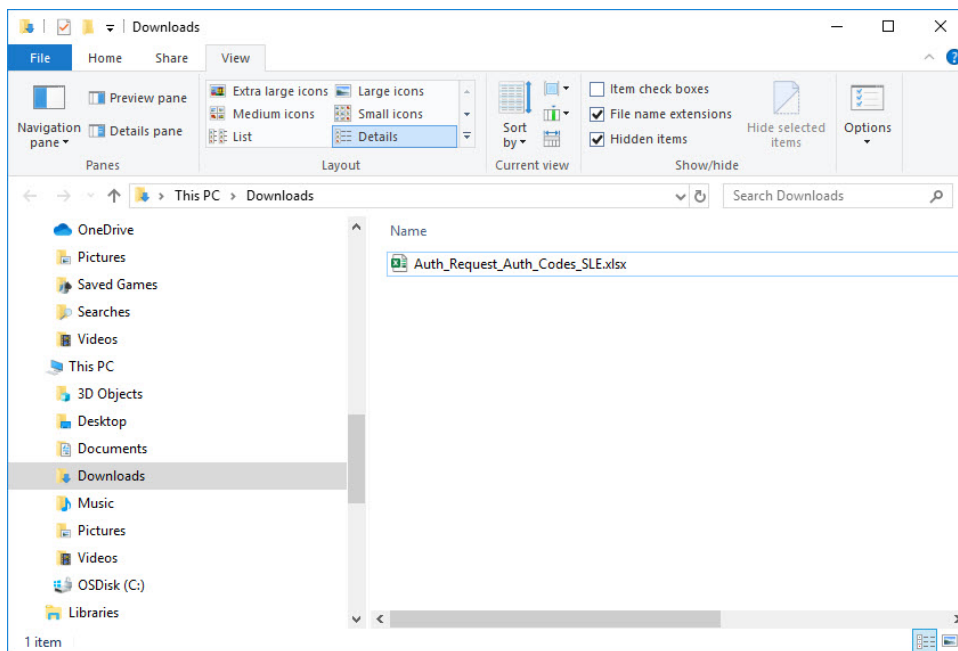 Downloads
File Home Share View
Navigation pane
Preview pane
Details pane
Panes
Extra large icons Large icons
Medium icons Small icons
List Details
Layout
Sort by
Current view
Item check boxes
File name extensions
Hidden items
Hide selected items
Show/hide
Options
This PC Downloads
Search Downloads
OneDrive
Pictures
Saved Games
Searches
Videos
This PC
3D Objects
Desktop
Documents
Downloads
Music
Pictures
Videos
OSDisk (C:)
Libraries
Name
Auth_Request_Auth_Codes_SLE.xlsx
1 item